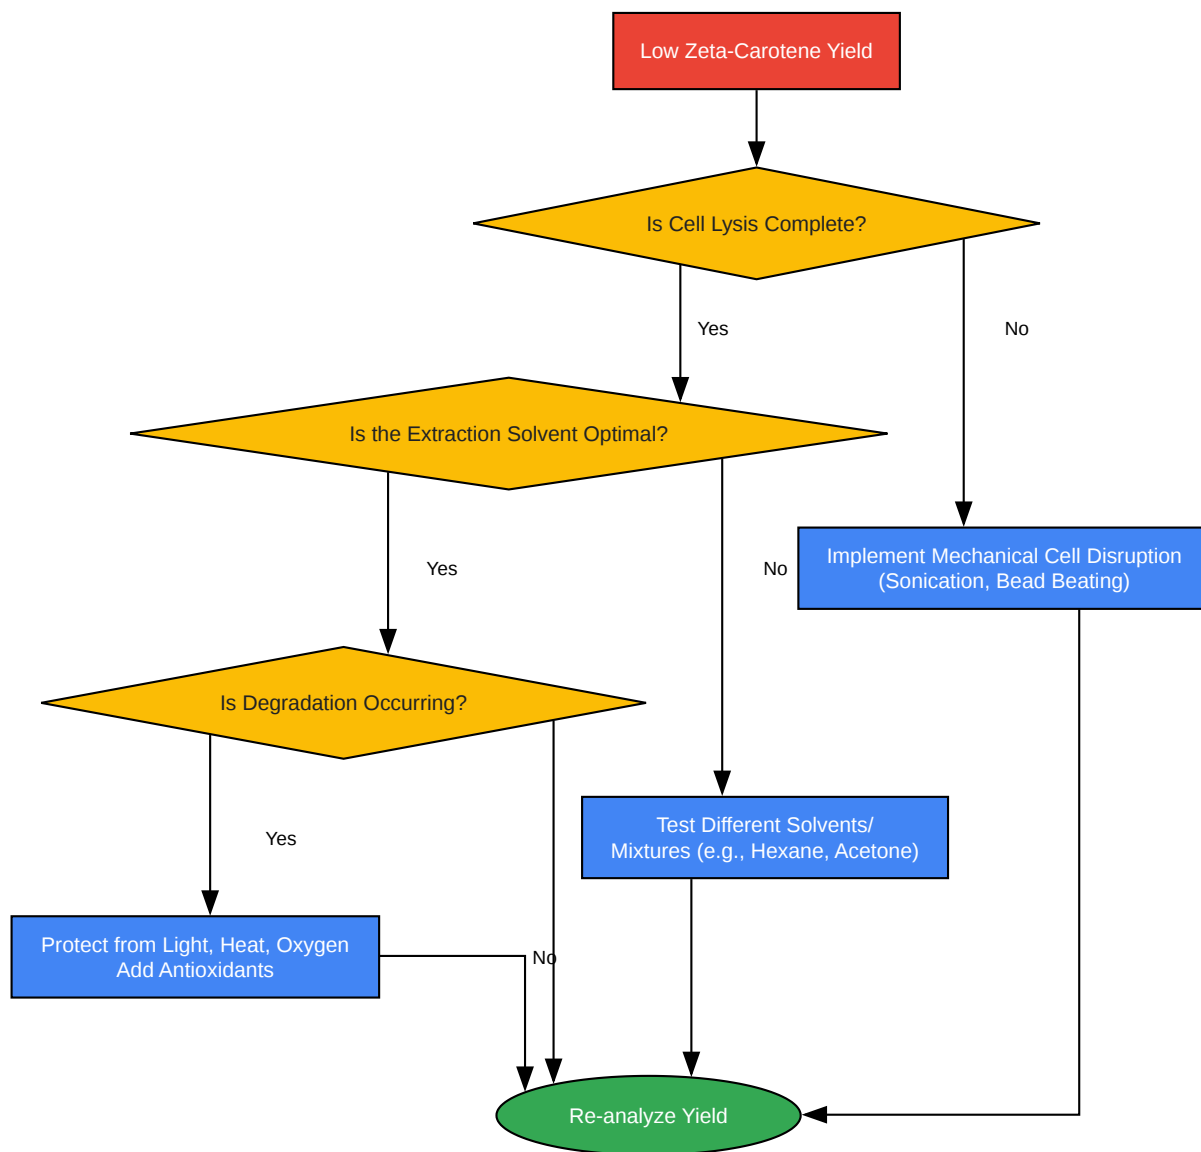 Low Zeta-Carotene Yield
Is Cell Lysis Complete?
Yes
No
Is the Extraction Solvent Optimal?
Implement Mechanical Cell Disruption
(Sonication, Bead Beating)
Yes
No
Is Degradation Occurring?
Test Different Solvents/
Mixtures (e.g., Hexane, Acetone)
Yes
Protect from Light, Heat, Oxygen
Add Antioxidants
No
Re-analyze Yield